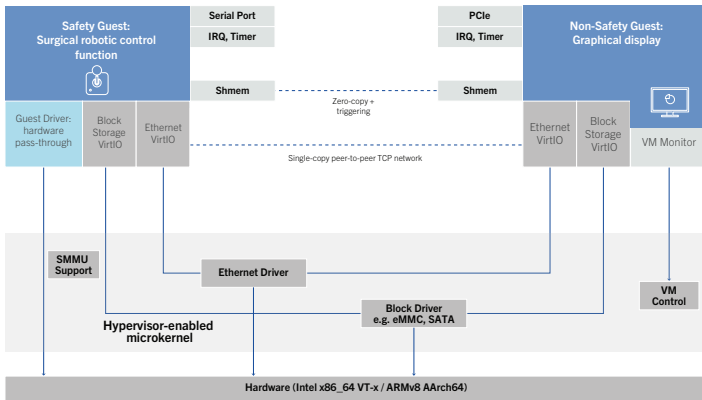 Safety Guest:
Surgical robotic control
function
Serial Port
IRQ, Timer
Shmem
PCIe
IRQ, Timer
Shmem
Non-Safety Guest:
Graphical display
Zero-copy +
triggering
Guest Driver:
hardware
pass-through
Block
Storage
VirtIO
Ethernet
VirtIO
Single-copy peer-to-peer TCP network
Ethernet
VirtIO
Block
Storage
VirtIO
VM Monitor
SMMU
Support
Ethernet Driver
VM
Control
Block Driver
e.g. eMMC, SATA
Hypervisor-enabled
microkernel
Hardware (Intel x86_64 VT-x / ARMv8 AArch64)